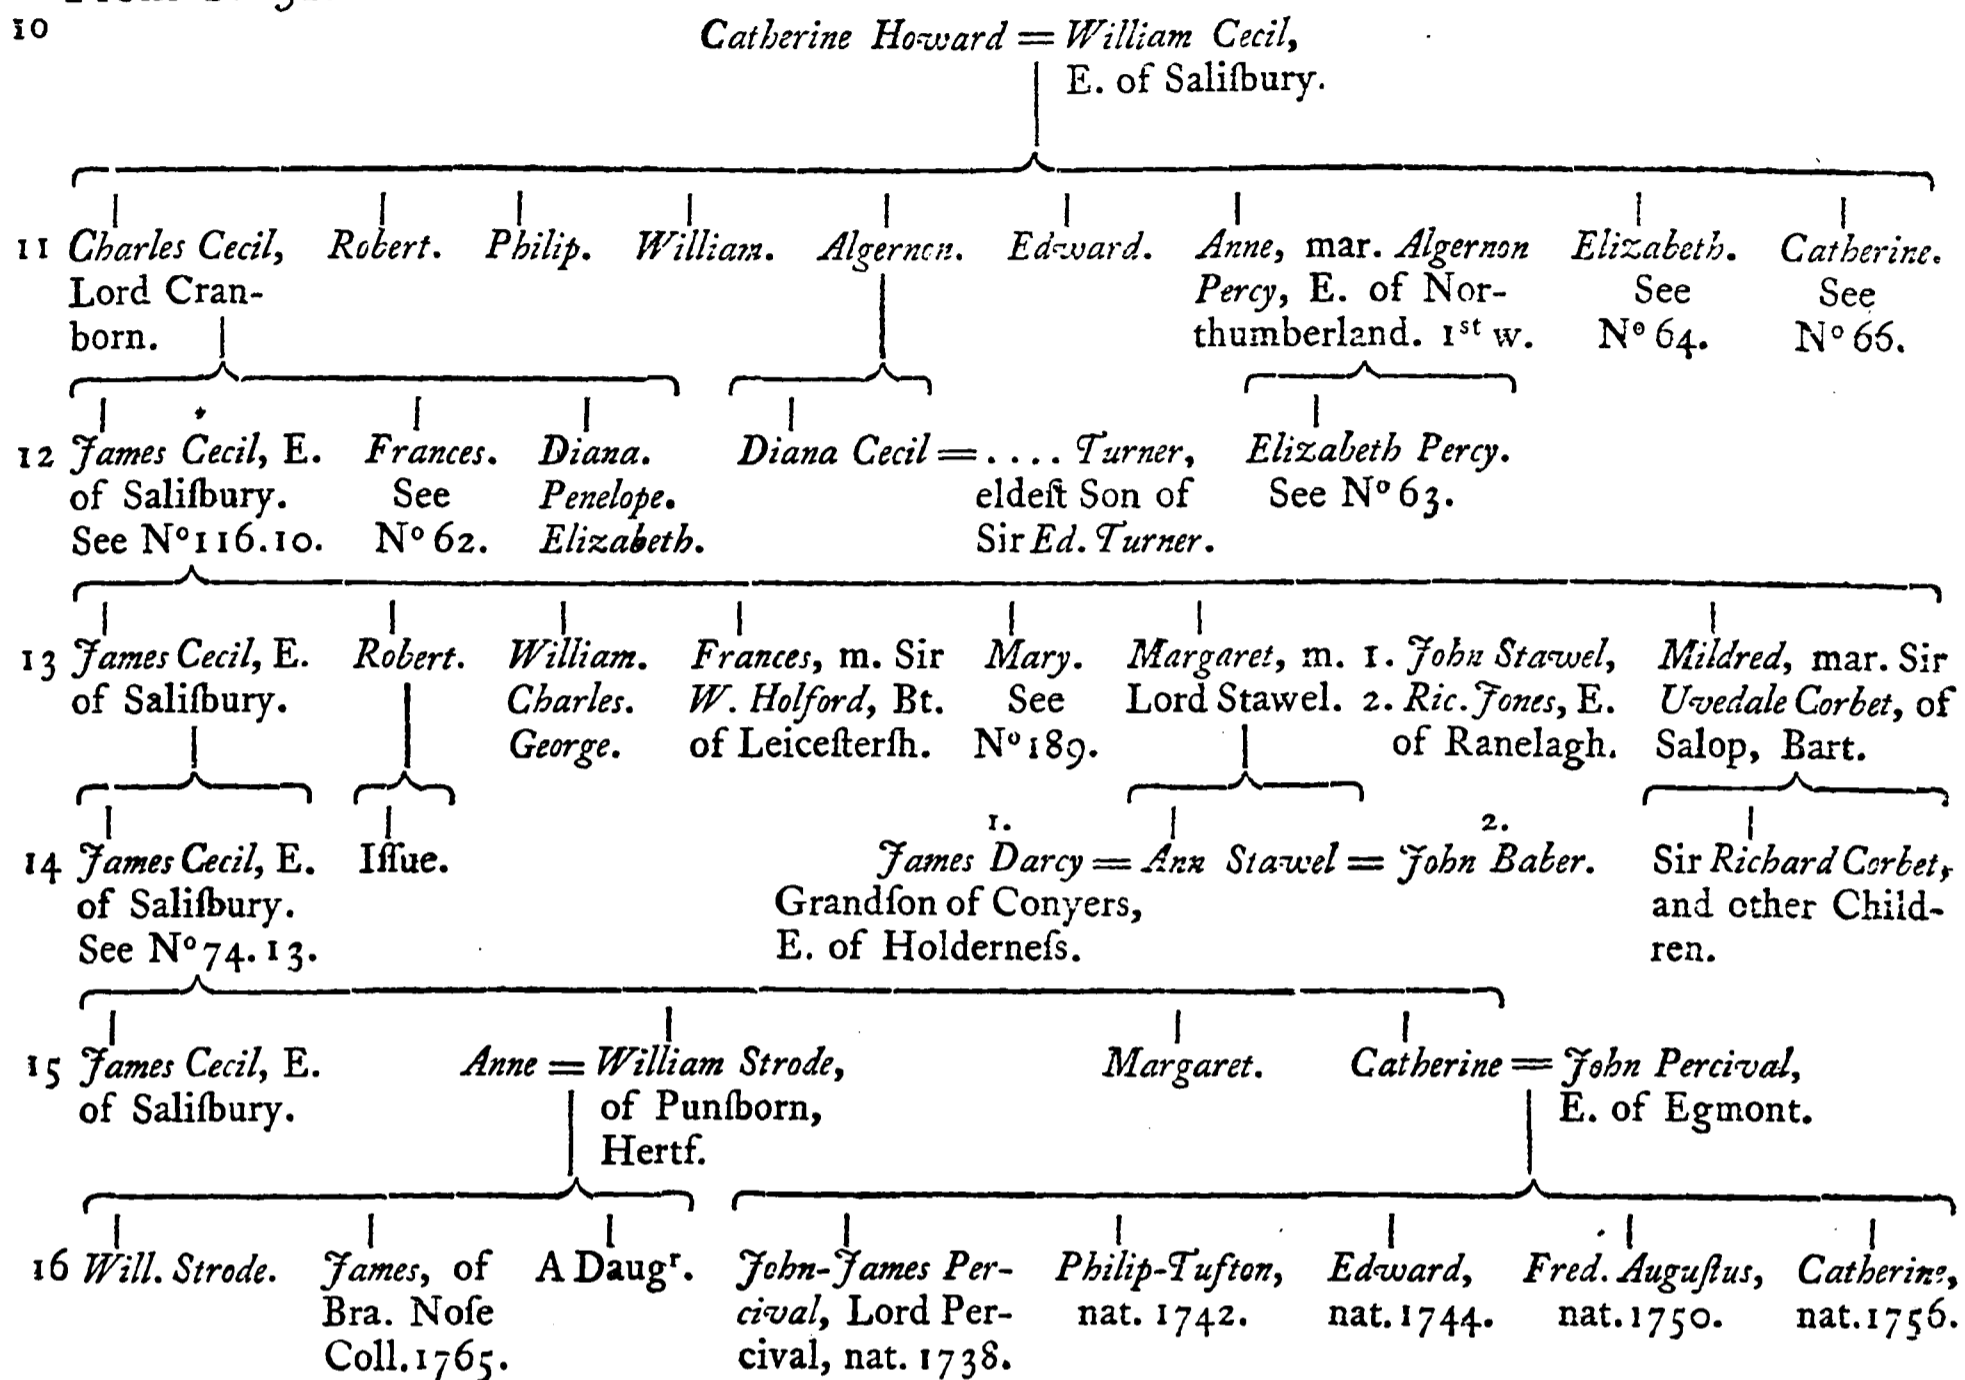 10
Catherine Howard = William Cecil,
E. of Saliſbury.
11 Charles Cecil, Robert. Philip. William. Algernon. Edward. Anne, mar. Algernon Elizabeth. Catherine.
Lord Cran- Percy, E. of Nor- See See
born. thumberland. 1st w. No 64. No 66.
12 James Cecil, E. Frances. Diana. Diana Cecil = .... Turner, Elizabeth Percy.
of Saliſbury. See Penelope. eldeſt Son of See No 63.
See No 116.10. No 62. Elizabeth. Sir Ed. Turner.
13 James Cecil, E. Robert. William. Frances, m. Sir Mary. Margaret, m. 1. John Stawel, Mildred, mar. Sir
of Saliſbury. Charles. W. Holford, Bt. See Lord Stawel. 2. Ric. Jones, E. Uvedale Corbet, of
George. of Leiceſterſh. No 189. of Ranelagh. Salop, Bart.
1. 2.
14 James Cecil, E. Iſſue. James Darcy = Ann Stawel = John Baber. Sir Richard Corbet,
of Saliſbury. Grandſon of Conyers, and other Child-
See No 74. 13. E. of Holderneſs. ren.
15 James Cecil, E. Anne = William Strode, Margaret. Catherine = John Percival,
of Saliſbury. of Punſborn, E. of Egmont.
Hertf.
16 Will. Strode. James, of A Daugr. John-James Per- Philip-Tufton, Edward, Fred. Auguſtus, Catherine,
Bra. Noſe cival, Lord Per- nat. 1742. nat. 1744. nat. 1750. nat. 1756.
Coll. 1765. cival, nat. 1738.